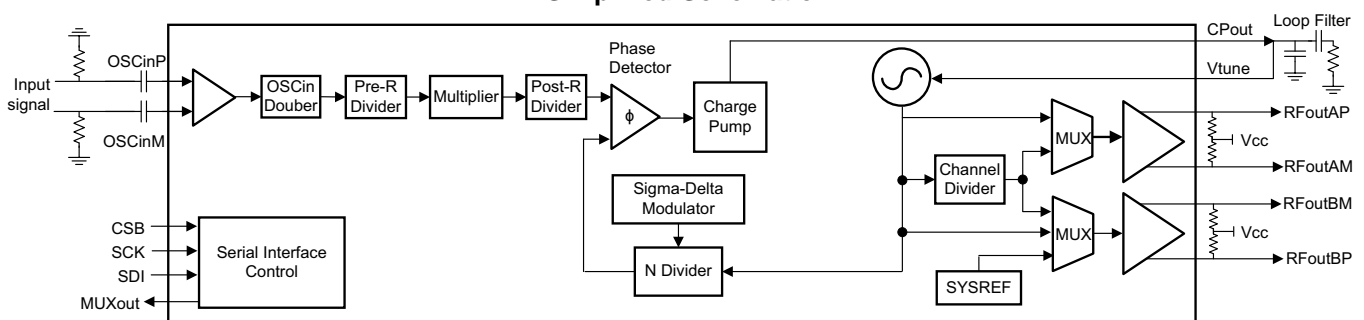 CPout
Loop Filter
OSCinP
Input
signal
OSCinM
OSCin
Douber
Pre-R
Divider
Multiplier
Post-R
Divider
Phase
Detector
ϕ
Charge
Pump
Vtune
MUX
RFoutAP
Vcc
RFoutAM
Channel
Divider
Sigma-Delta
Modulator
MUX
RFoutBM
Vcc
RFoutBP
N Divider
SYSREF
CSB
SCK
SDI
MUXout
Serial Interface
Control